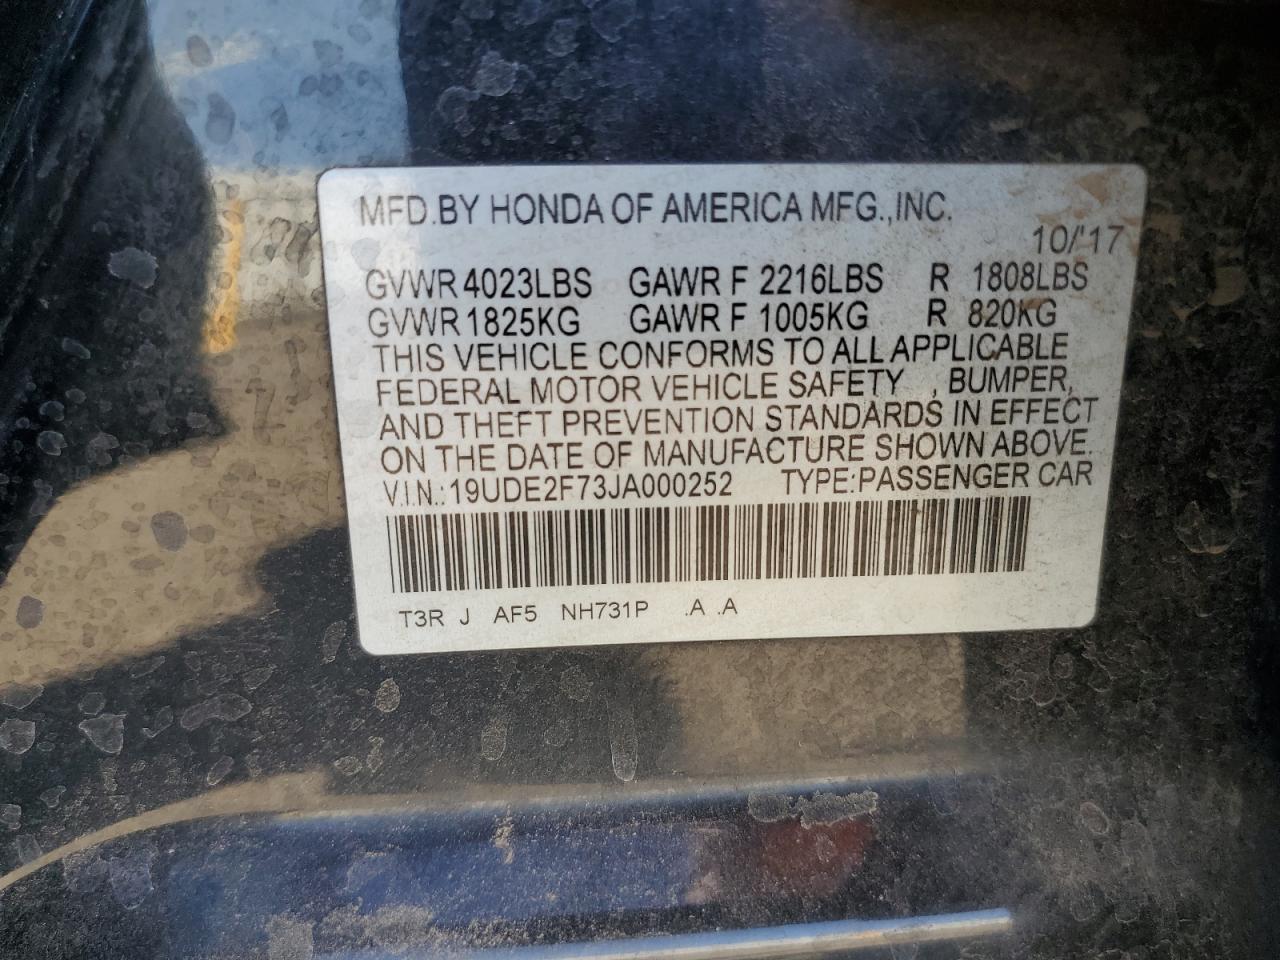 MFD.BY HONDA OF AMERICA MFG.,INC.
10/'17
GVWR 4023LBS GAWR F 2216LBS R 1808LBS
GVWR 1825KG GAWR F 1005KG R 820KG
THIS VEHICLE CONFORMS TO ALL APPLICABLE
FEDERAL MOTOR VEHICLE SAFETY , BUMPER,
AND THEFT PREVENTION STANDARDS IN EFFECT
ON THE DATE OF MANUFACTURE SHOWN ABOVE.
V.I.N.:19UDE2F73JA000252 TYPE:PASSENGER CAR
T3R J AF5 NH731P .A .A